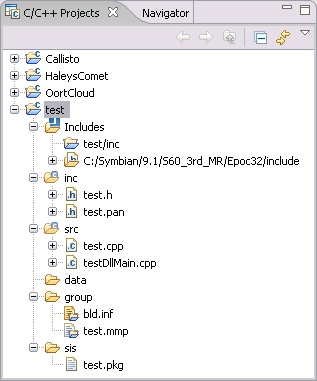 C/C++ Projects Navigator
Callisto
HaleysComet
OortCloud
test
Includes
test/inc
C:/Symbian/9.1/S60_3rd_MR/Epoc32/include
inc
test.h
test.pan
src
test.cpp
testDllMain.cpp
data
group
bld.inf
test.mmp
sis
test.pkg